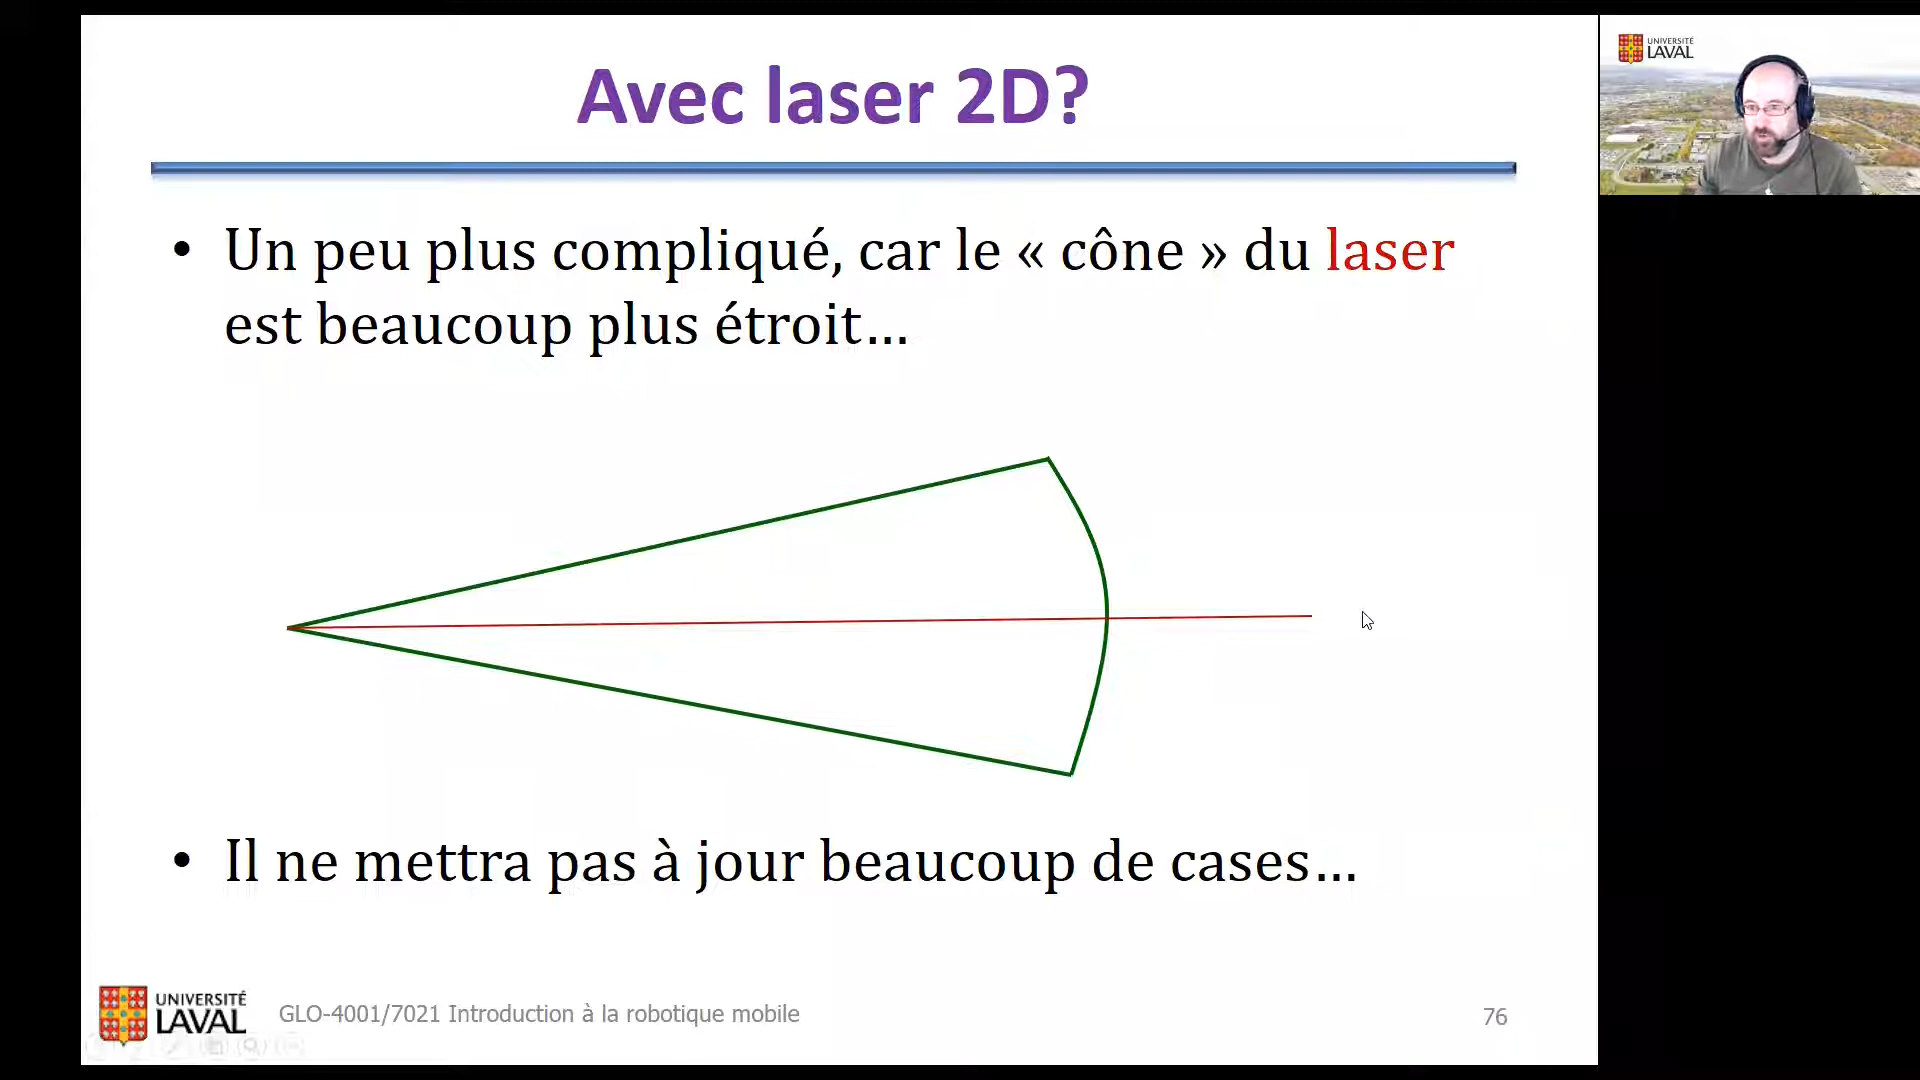 Avec laser 2D?
• Un peu plus compliqué, car le « cône » du laser
est beaucoup plus étroit…
• Il ne mettra pas à jour beaucoup de cases…
UNIVERSITÉ
LAVAL
GLO-4001/7021 Introduction à la robotique mobile
76
UNIVERSITÉ
LAVAL